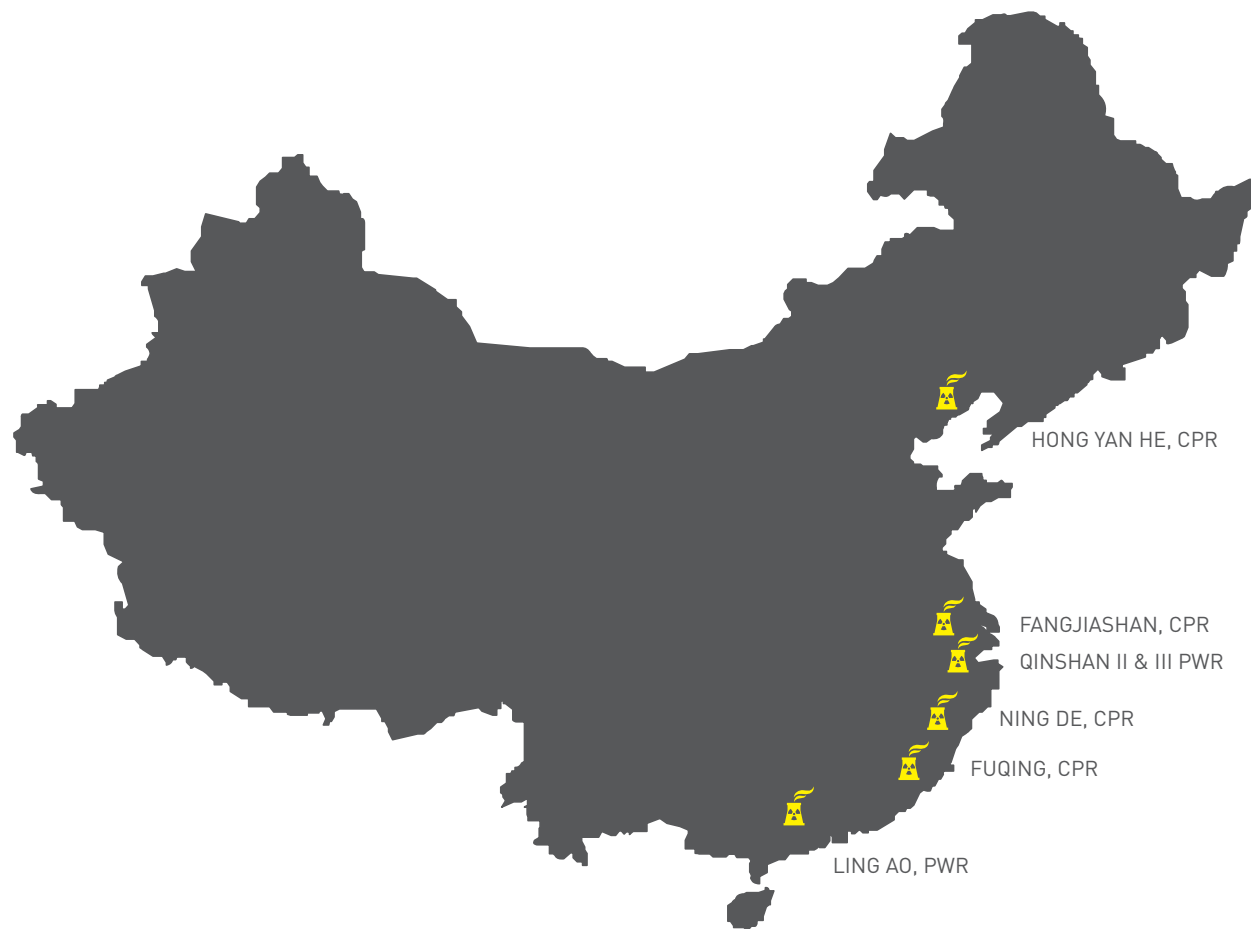 HONG YAN HE, CPR
FANGJIASHAN, CPR
QINSHAN II & III PWR
NING DE, CPR
FUQING, CPR
LING AO, PWR